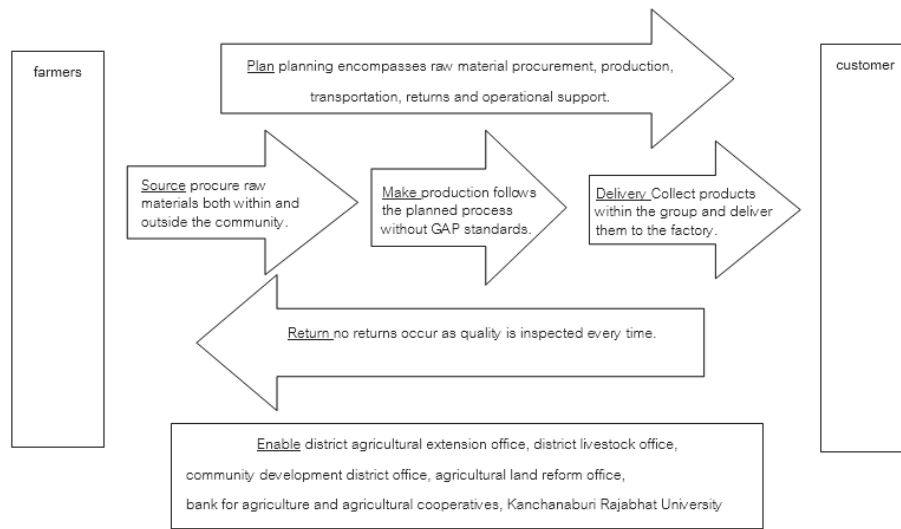 farmers
Plan planning encompasses raw material procurement, production,
transportation, returns and operational support.
customer
Source procure raw
materials both within and
outside the community.
Make production follows
the planned process
without GAP standards.
Delivery Collect products
within the group and deliver
them to the factory.
Return no returns occur as quality is inspected every time.
Enable district agricultural extension office, district livestock office,
community development district office, agricultural land reform office,
bank for agriculture and agricultural cooperatives, Kanchanaburi Rajabhat University